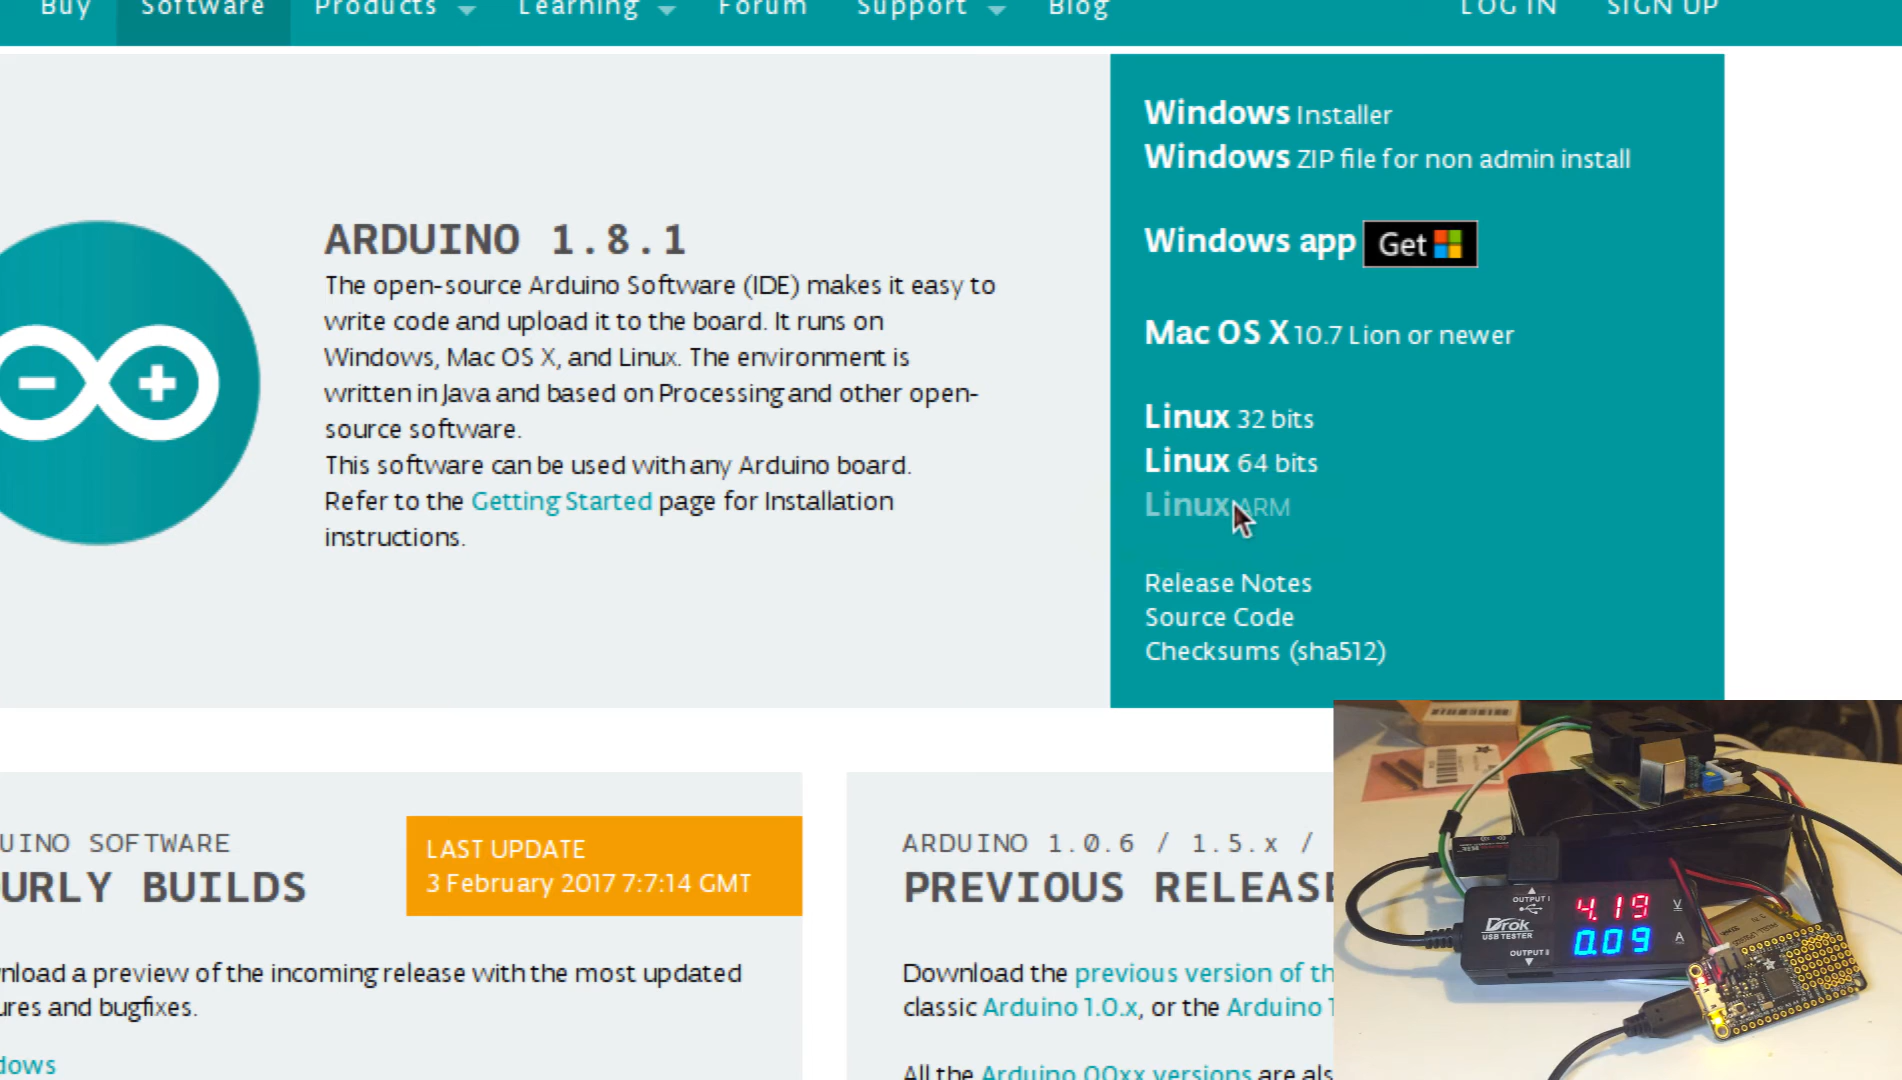 Buy Software Products Learning Forum Support Blog LOG IN SIGN UP
Windows Installer
Windows ZIP file for non admin install
Windows app Get
Mac OS X 10.7 Lion or newer
Linux 32 bits
Linux 64 bits
Linux ARM
Release Notes
Source Code
Checksums (sha512)
ARDUINO 1.8.1
The open-source Arduino Software (IDE) makes it easy to
write code and upload it to the board. It runs on
Windows, Mac OS X, and Linux. The environment is
written in Java and based on Processing and other open-
source software.
This software can be used with any Arduino board.
Refer to the Getting Started page for Installation
instructions.
UINO SOFTWARE
URLY BUILDS
LAST UPDATE
3 February 2017 7:7:14 GMT
nload a preview of the incoming release with the most updated
ures and bugfixes.
dows
ARDUINO 1.0.6 / 1.5.x /
PREVIOUS RELEASE
Download the previous version of th
classic Arduino 1.0.x, or the Arduino 1
All the Arduino 00xx versions are als
OUTPUT I
Drok
USB TESTER
OUTPUT II
4.19 V
0.09 A